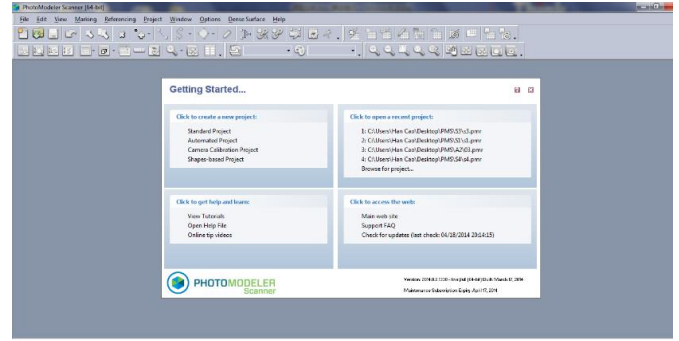 PhotoModeler Scanner [64-bit]
File Edit View Marking Referencing Project Window Options Dense Surface Help
Getting Started...
Click to create a new project:
Standard Project
Automated Project
Camera Calibration Project
Shapes-based Project
Click to open a recent project:
1: C:\Users\Han Cao\Desktop\PMS\S3\s3.pmr
2: C:\Users\Han Cao\Desktop\PMS\S1\s1.pmr
3: C:\Users\Han Cao\Desktop\PMS\A2\03.pmr
4: C:\Users\Han Cao\Desktop\PMS\S4\s4.pmr
Browse for project...
Click to get help and learn:
View Tutorials
Open Help File
Online tip videos
Click to access the web:
Main web site
Support FAQ
Check for updates (last check: 04/18/2014 23:14:15)
PHOTOMODELER
Scanner
Maintenance Subscription Expiry: April 17, 2014